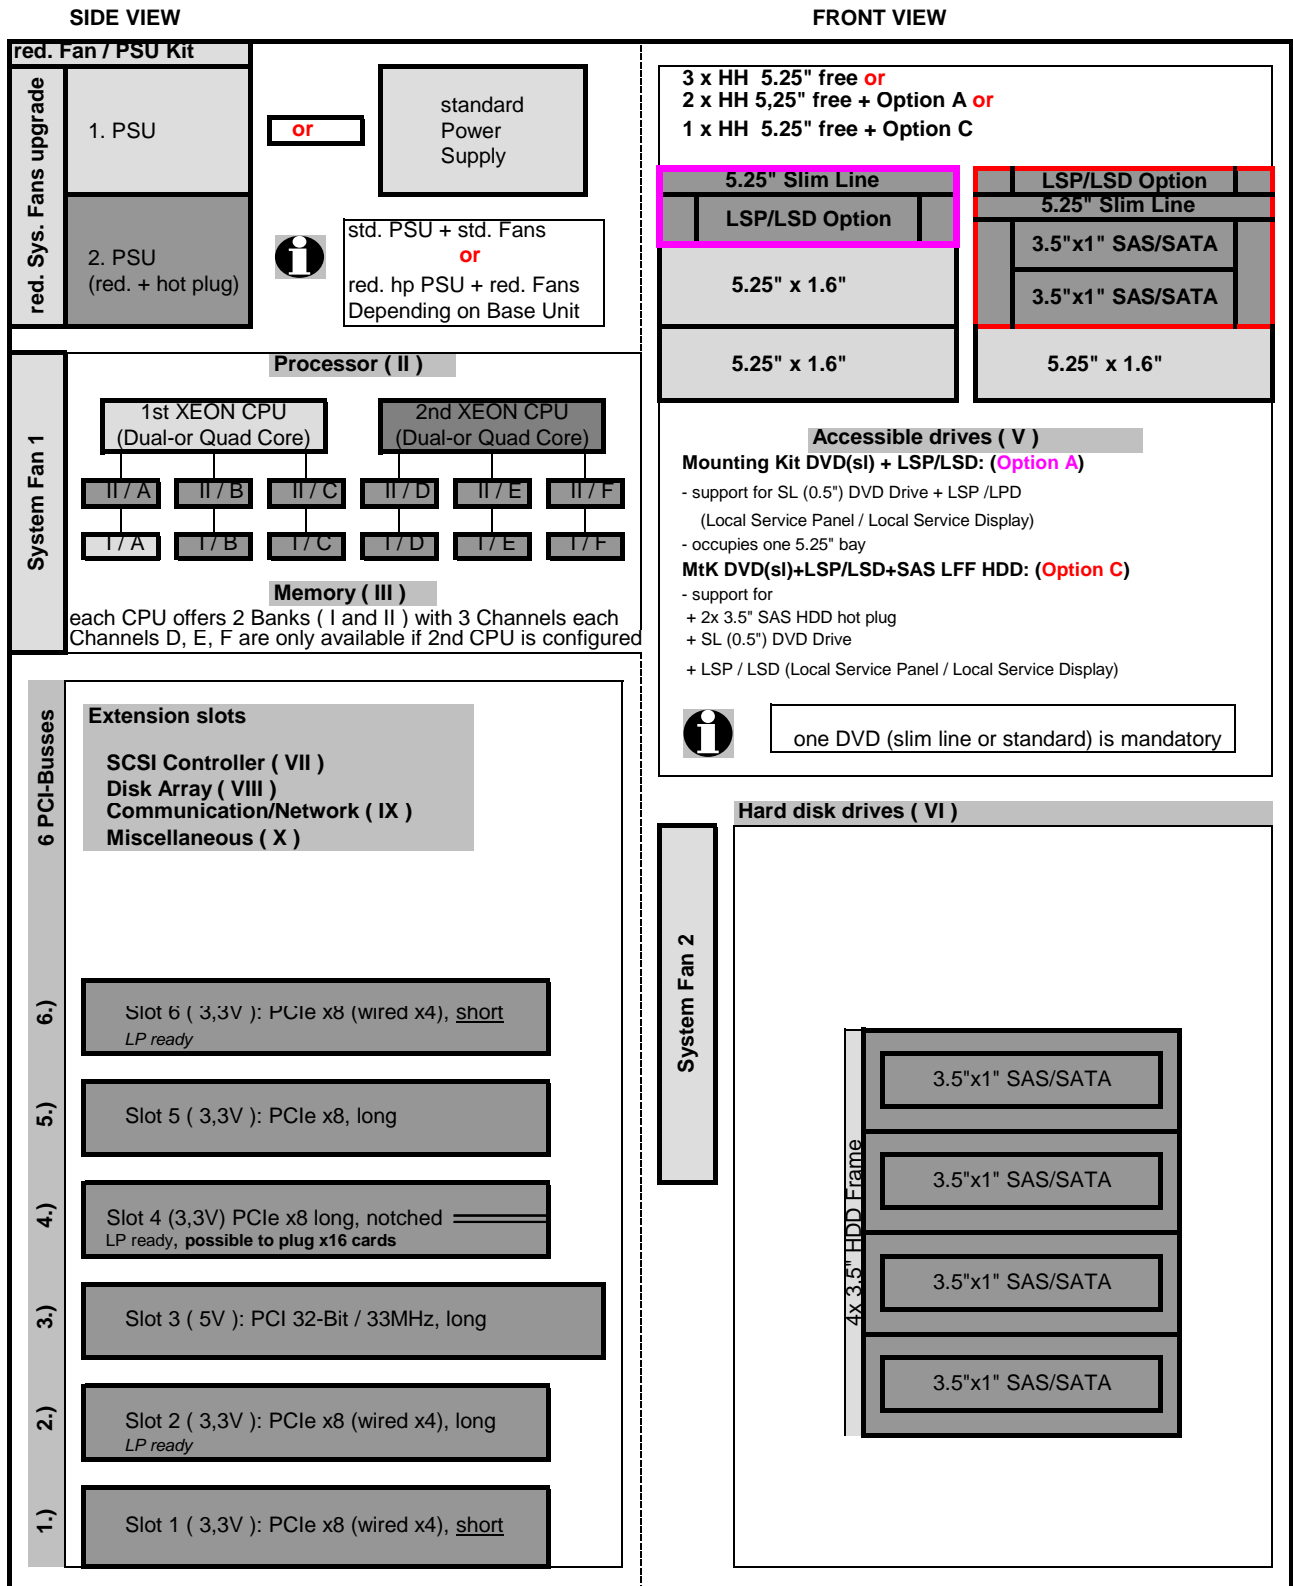 SIDE VIEW
red. Fan / PSU Kit
red. Sys. Fans upgrade
1. PSU
or
standard
Power
Supply
2. PSU
(red. + hot plug)
std. PSU + std. Fans
or
red. hp PSU + red. Fans
Depending on Base Unit
System Fan 1
Processor ( II )
1st XEON CPU
(Dual-or Quad Core)
2nd XEON CPU
(Dual-or Quad Core)
II / A II / B II / C II / D II / E II / F
I / A I / B I / C I / D I / E I / F
Memory ( III )
each CPU offers 2 Banks ( I and II ) with 3 Channels each
Channels D, E, F are only available if 2nd CPU is configured
6 PCI-Busses
Extension slots
SCSI Controller ( VII )
Disk Array ( VIII )
Communication/Network ( IX )
Miscellaneous ( X )
6.)
Slot 6 ( 3,3V ): PCIe x8 (wired x4), short
LP ready
5.)
Slot 5 ( 3,3V ): PCIe x8, long
4.)
Slot 4 (3,3V) PCIe x8 long, notched
LP ready, possible to plug x16 cards
3.)
Slot 3 ( 5V ): PCI 32-Bit / 33MHz, long
2.)
Slot 2 ( 3,3V ): PCIe x8 (wired x4), long
LP ready
1.)
Slot 1 ( 3,3V ): PCIe x8 (wired x4), short
FRONT VIEW
3 x HH 5.25" free or
2 x HH 5,25" free + Option A or
1 x HH 5.25" free + Option C
5.25" Slim Line
LSP/LSD Option
5.25" x 1.6"
5.25" x 1.6"
LSP/LSD Option
5.25" Slim Line
3.5"x1" SAS/SATA
3.5"x1" SAS/SATA
5.25" x 1.6"
Accessible drives ( V )
Mounting Kit DVD(sl) + LSP/LSD: (Option A)
- support for SL (0.5") DVD Drive + LSP /LPD
(Local Service Panel / Local Service Display)
- occupies one 5.25" bay
MtK DVD(sl)+LSP/LSD+SAS LFF HDD: (Option C)
- support for
+ 2x 3.5" SAS HDD hot plug
+ SL (0.5") DVD Drive
+ LSP / LSD (Local Service Panel / Local Service Display)
one DVD (slim line or standard) is mandatory
Hard disk drives ( VI )
System Fan 2
4x 3.5" HDD Frame
3.5"x1" SAS/SATA
3.5"x1" SAS/SATA
3.5"x1" SAS/SATA
3.5"x1" SAS/SATA